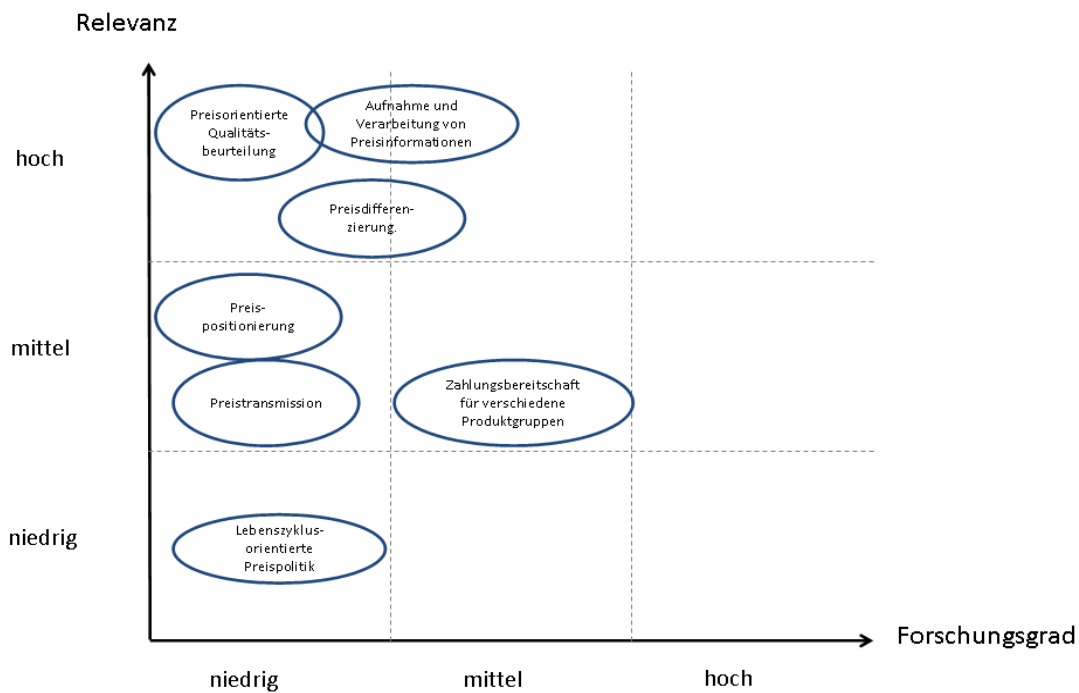 Relevanz
hoch
Preisorientierte
Qualitäts-
beurteilung
Aufnahme und
Verarbeitung von
Preisinformationen
Preisdifferen-
zierung.
mittel
Preis-
positionierung
Preistransmission
Zahlungsbereitschaft
für verschiedene
Produktgruppen
niedrig
Lebenszyklus-
orientierte
Preispolitik
Forschungsgrad
niedrig
mittel
hoch